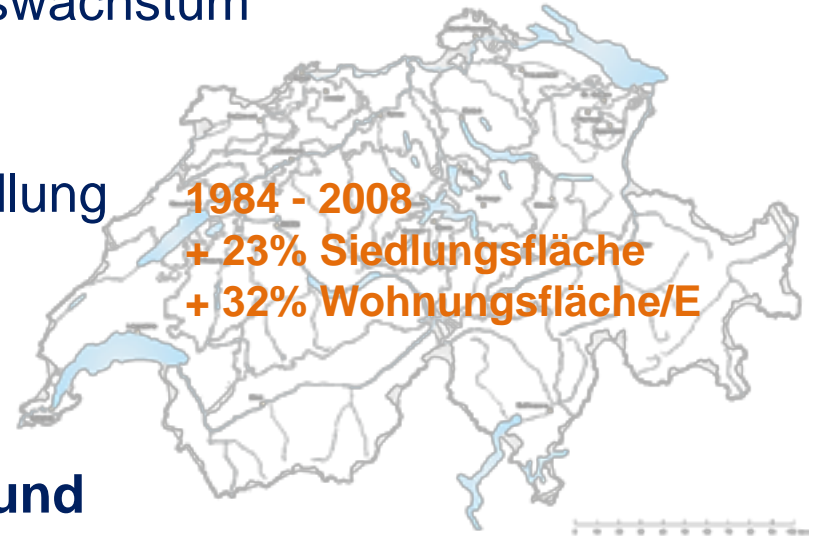 swachstum
llung
1984 - 2008
+ 23% Siedlungsfläche
+ 32% Wohnungsfläche/E
und